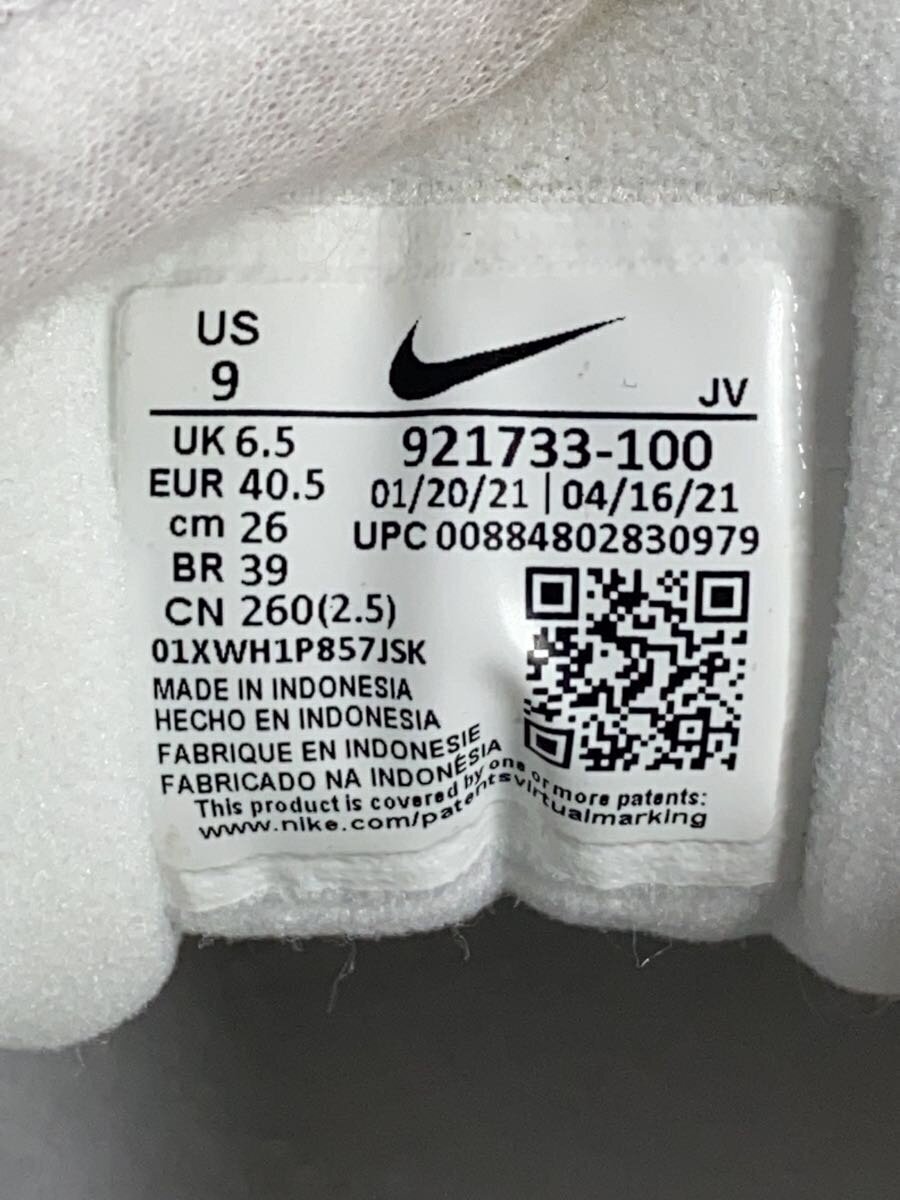 US
9
JV
UK 6.5
EUR 40.5
cm 26
BR 39
CN 260(2.5)
921733-100
01/20/21 | 04/16/21
UPC 00884802830979
01XWH1P857JSK
MADE IN INDONESIA
HECHO EN INDONESIA
FABRIQUE EN INDONESIE
FABRICADO NA INDONÉSIA
This product is covered by one or more patents:
www.nike.com/patentsvirtualmarking